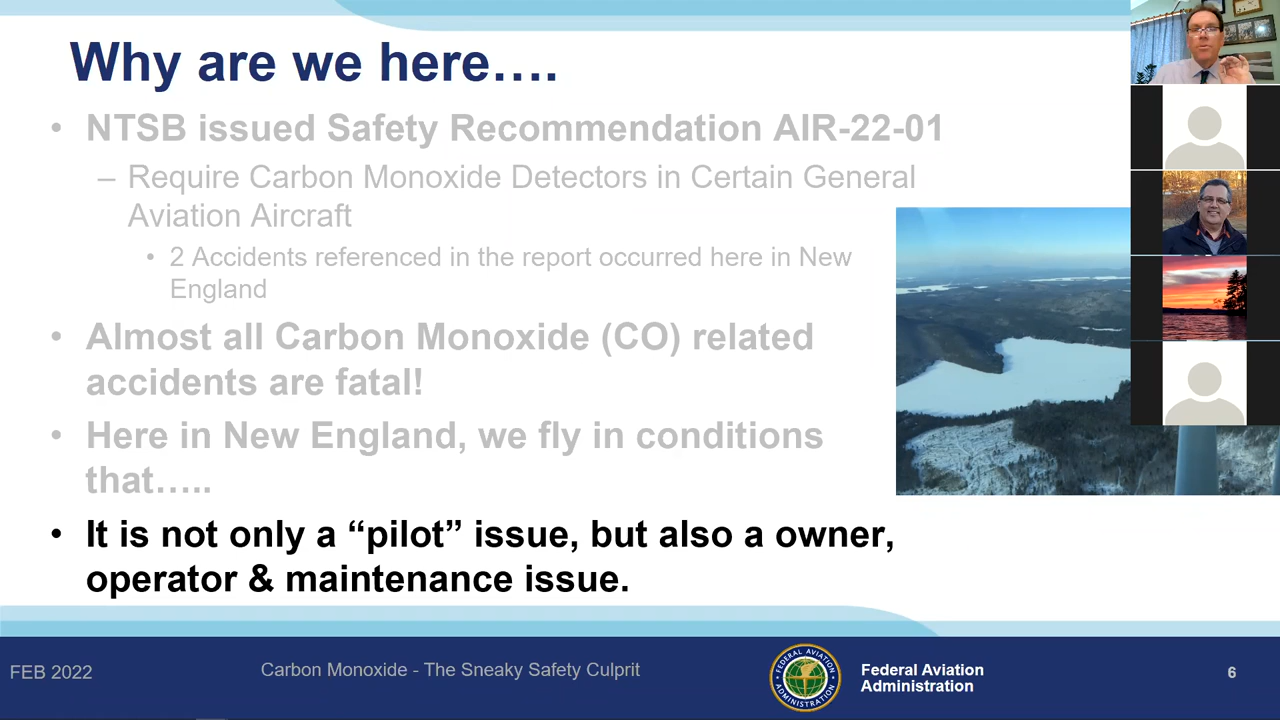 Why are we here….
• NTSB issued Safety Recommendation AIR-22-01
– Require Carbon Monoxide Detectors in Certain General
Aviation Aircraft
• 2 Accidents referenced in the report occurred here in New
England
• Almost all Carbon Monoxide (CO) related
accidents are fatal!
• Here in New England, we fly in conditions
that…..
• It is not only a “pilot” issue, but also a owner,
operator & maintenance issue.
FEB 2022
Carbon Monoxide - The Sneaky Safety Culprit
FEDERAL AVIATION
ADMINISTRATION
Federal Aviation
Administration
6